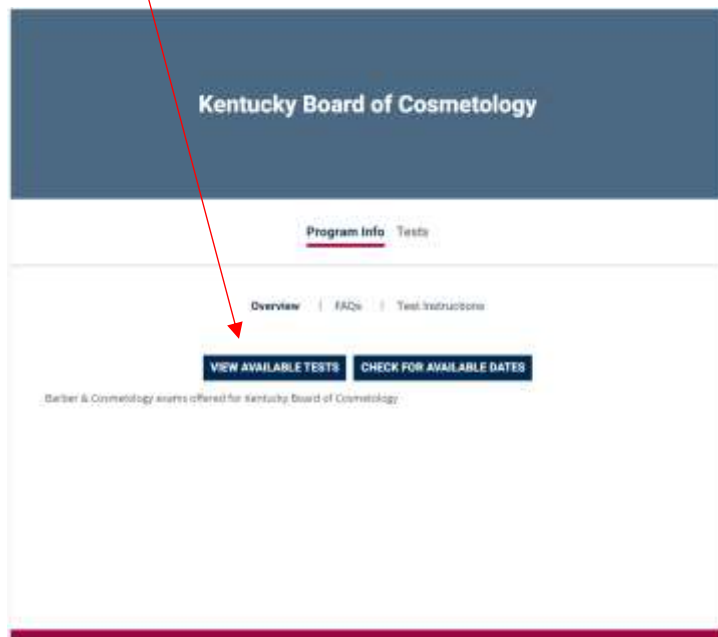 Kentucky Board of Cosmetology
Program Info Tests
Overview | FAQs | Test Instructions
VIEW AVAILABLE TESTS CHECK FOR AVAILABLE DATES
Barber & Cosmetology exams offered for Kentucky Board of Cosmetology